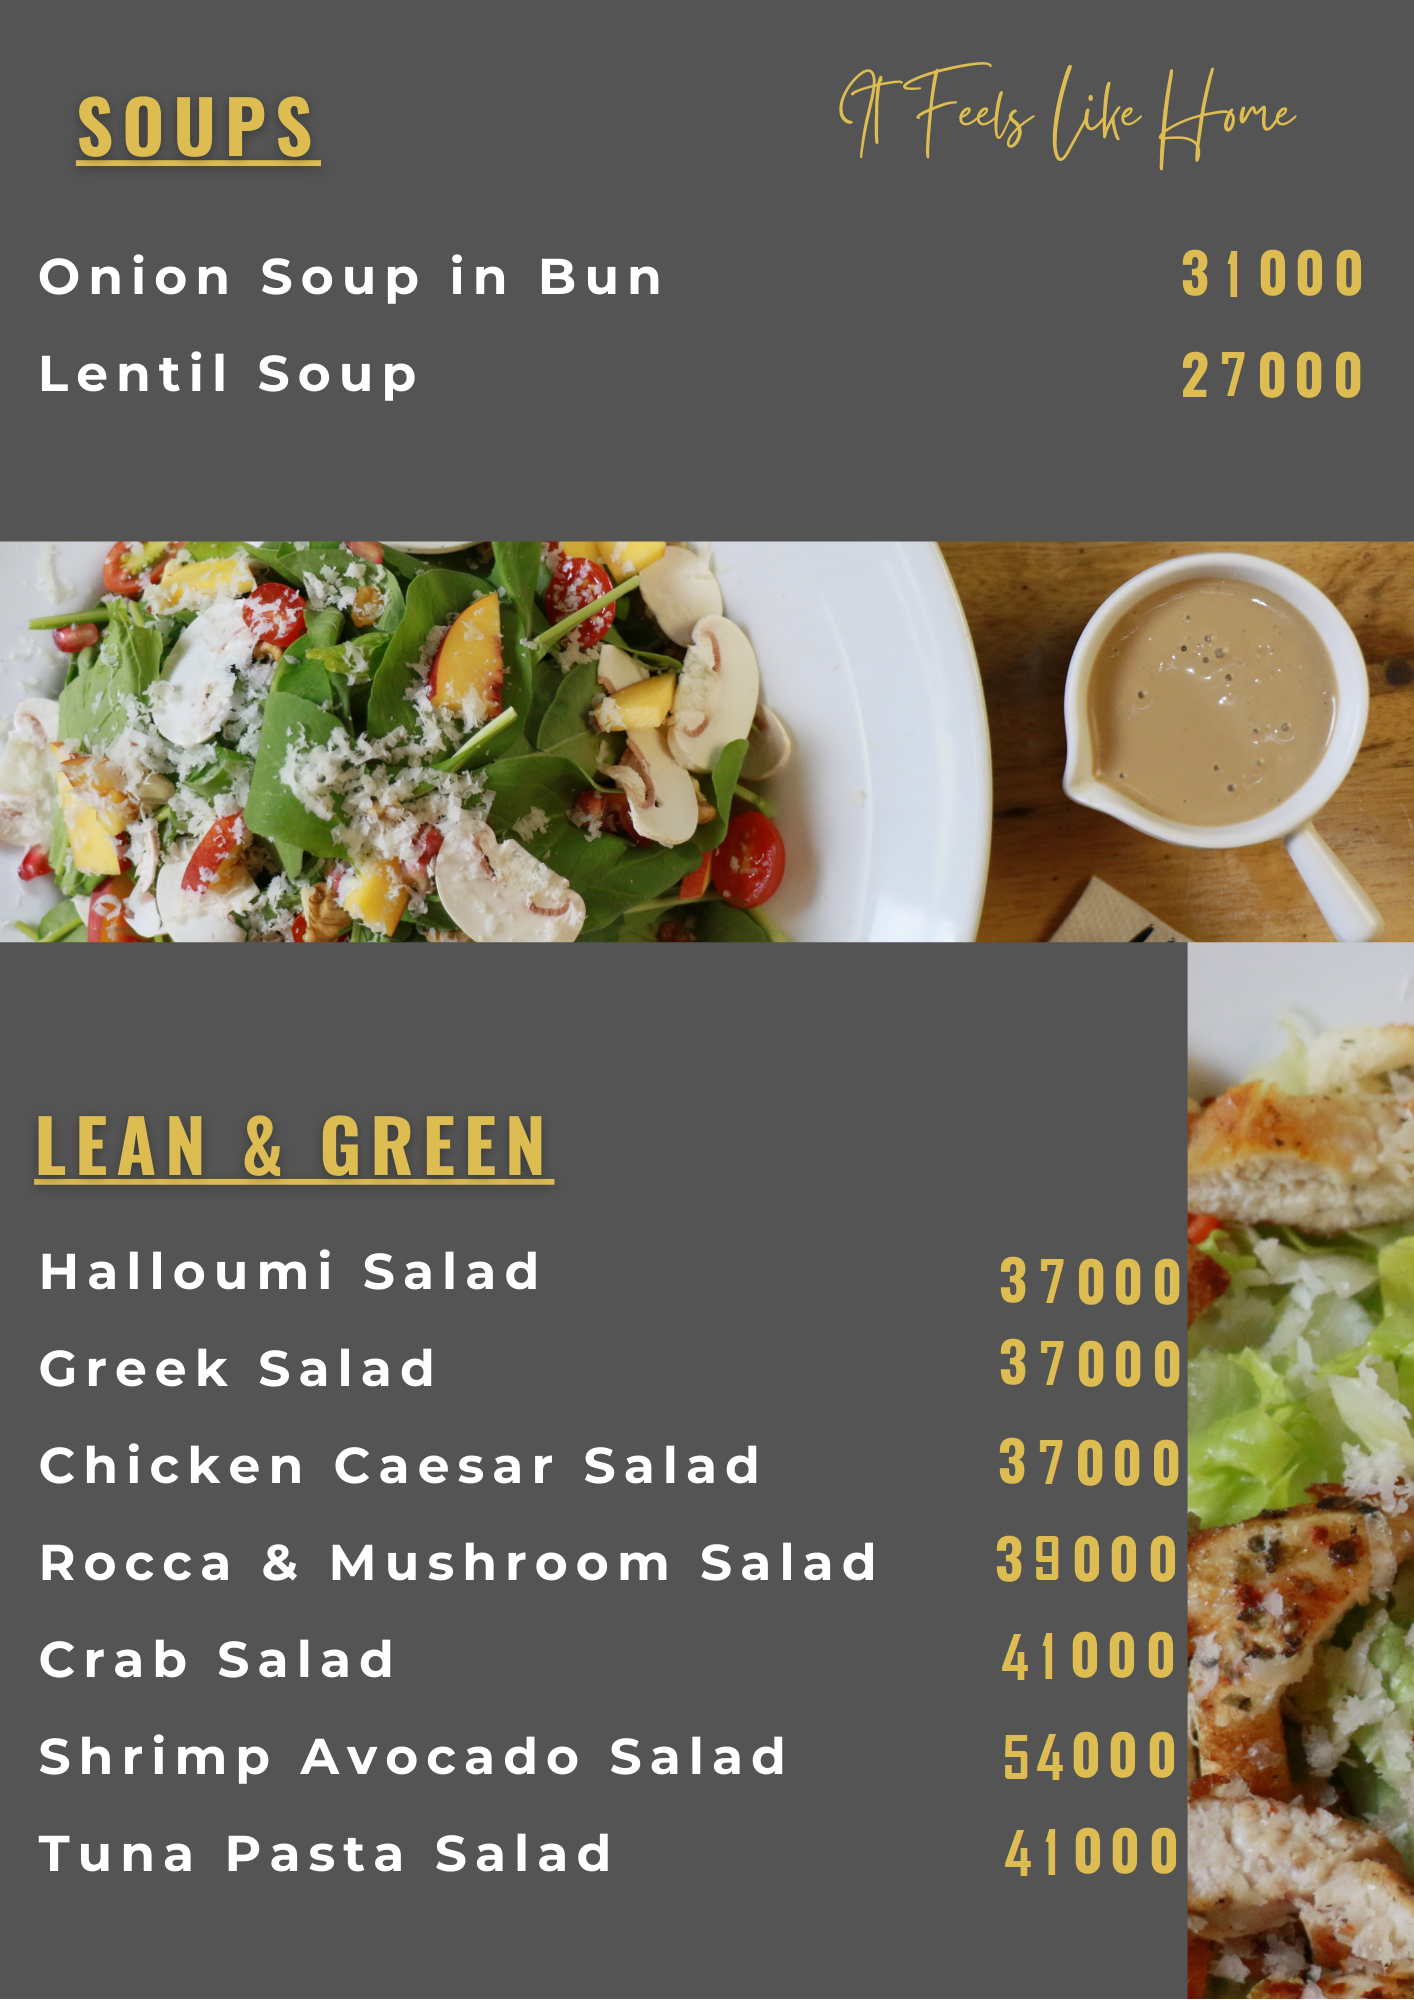 SOUPS
It Feels Like Home
Onion Soup in Bun 31000
Lentil Soup 27000
LEAN & GREEN
Halloumi Salad 37000
Greek Salad 37000
Chicken Caesar Salad 37000
Rocca & Mushroom Salad 39000
Crab Salad 41000
Shrimp Avocado Salad 54000
Tuna Pasta Salad 41000